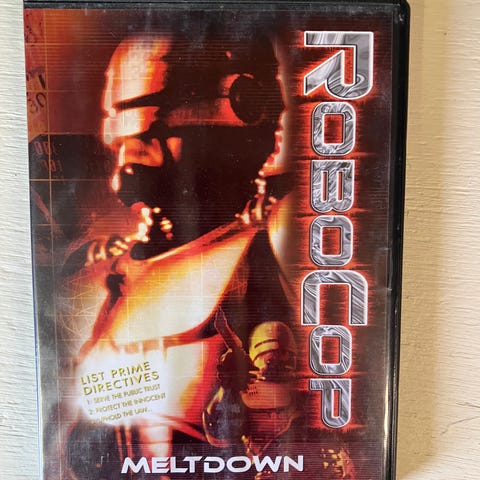 ROBOCOP
LIST PRIME
DIRECTIVES
1: SERVE THE PUBLIC TRUST
2: PROTECT THE INNOCENT
UPHOLD THE LAW...
MELTDOWN